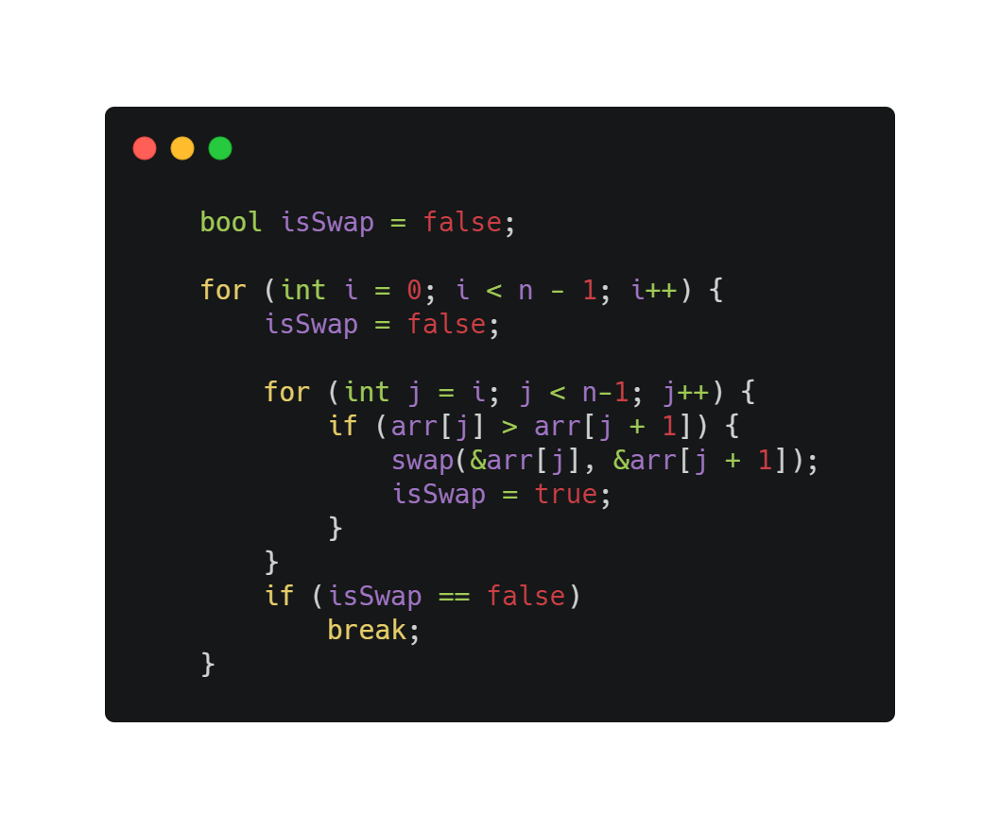 bool isSwap = false;

for (int i = 0; i < n - 1; i++) {
    isSwap = false;

    for (int j = i; j < n-1; j++) {
        if (arr[j] > arr[j + 1]) {
            swap(&arr[j], &arr[j + 1]);
            isSwap = true;
        }
    }
    if (isSwap == false)
        break;
}